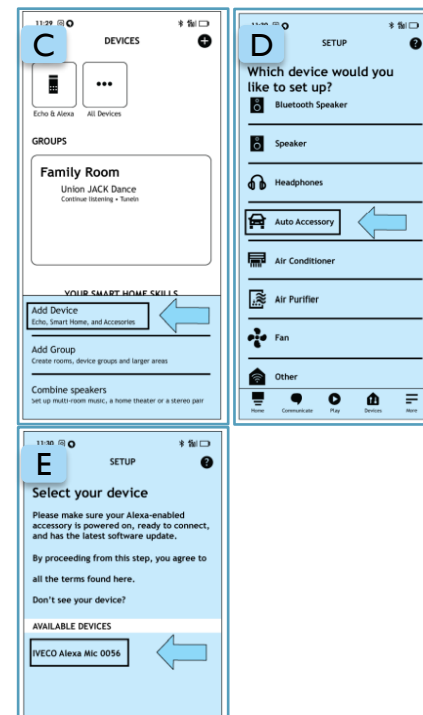 11:29
C
DEVICES
Echo & Alexa
All Devices
GROUPS
Family Room
Union JACK Dance
Continue listening • TuneIn
YOUR SMART HOME SKILLS
Add Device
Echo, Smart Home, and Accesories
Add Group
Create rooms, device groups and larger areas
Combine speakers
Set up multi-room music, a home theater or a stereo pair
D
SETUP
?
Which device would you
like to set up?
Bluetooth Speaker
Speaker
Headphones
Auto Accessory
Air Conditioner
Air Purifier
Fan
Other
Home
Communicate
Play
Devices
More
11:30
E
SETUP
?
Select your device
Please make sure your Alexa-enabled
accessory is powered on, ready to connect,
and has the latest software update.
By proceeding from this step, you agree to
all the terms found here.
Don't see your device?
AVAILABLE DEVICES
IVECO Alexa Mic 0056